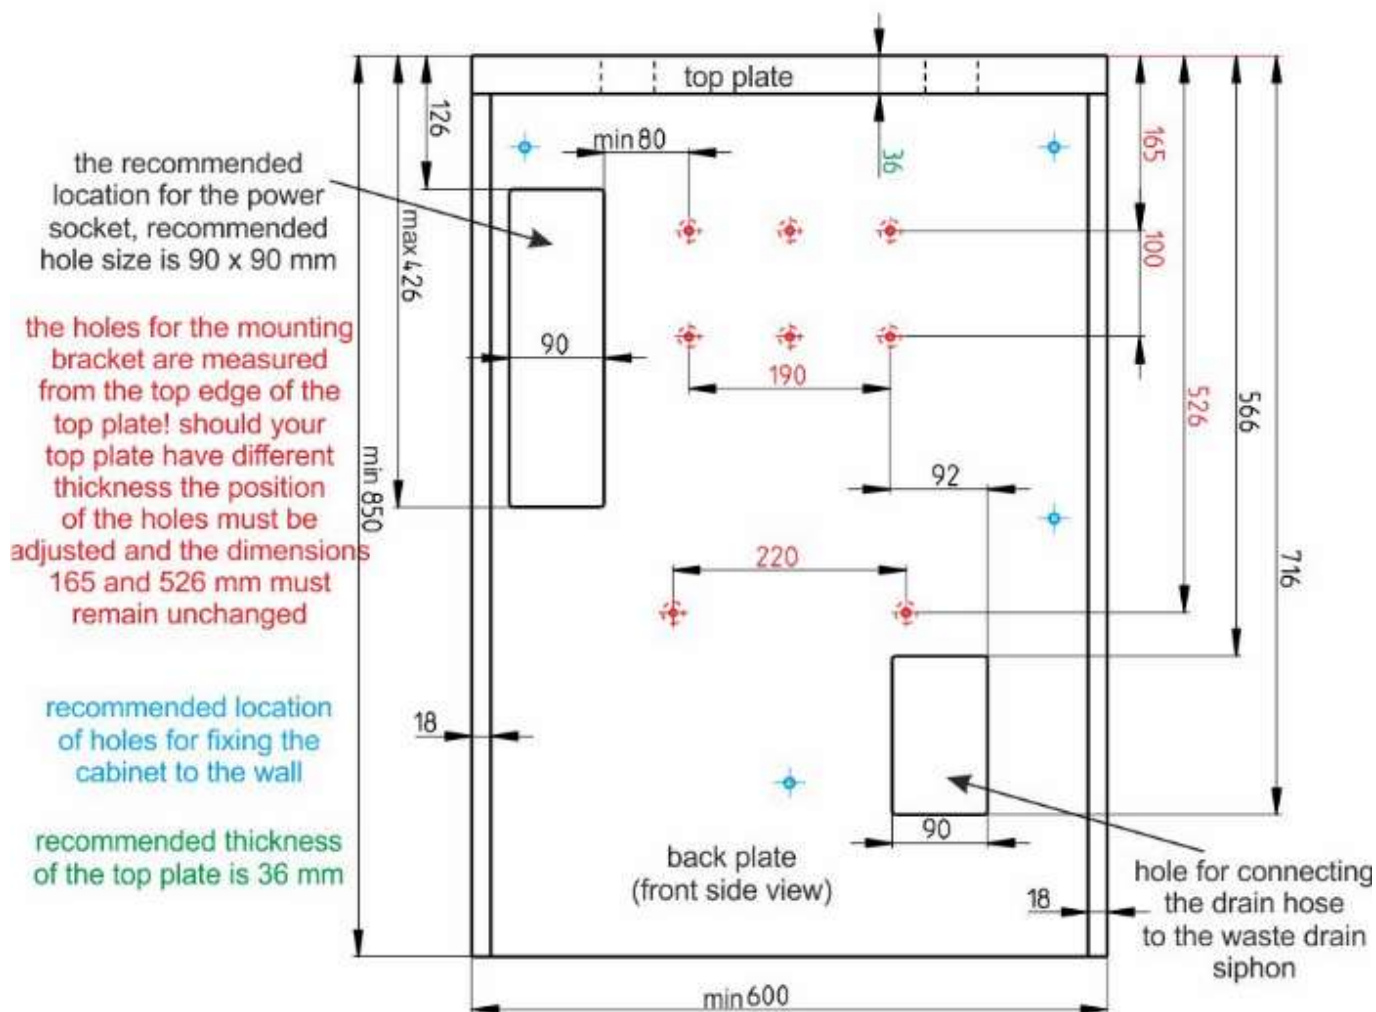 top plate
126
min 80
36
165
the recommended
location for the power
socket, recommended
hole size is 90 x 90 mm
max 426
100
the holes for the mounting
bracket are measured
from the top edge of the
top plate! should your
top plate have different
thickness the position
of the holes must be
adjusted and the dimensions
165 and 526 mm must
remain unchanged
90
190
526
566
min 850
92
716
220
recommended location
of holes for fixing the
cabinet to the wall
18
recommended thickness
of the top plate is 36 mm
90
back plate
(front side view)
18
hole for connecting
the drain hose
to the waste drain
siphon
min 600